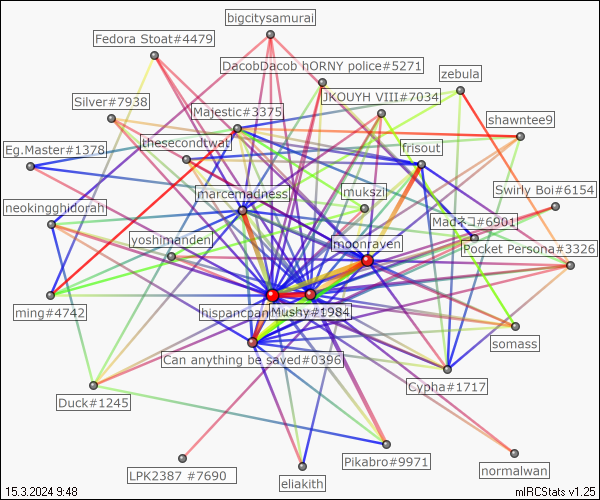 bigcitysamurai
Fedora Stoat#4479
DacobDacob hORNY police#5271
zebula
JKOUYH VIII#7034
Silver#7938
Majestic#3375
shawntee9
thesecondtwat
frisout
Eg.Master#1378
marcemadness
mukszil
Swirly Boi#6154
neokingghidorah
Madネコ#6901
yoshimanden
moonraven
Pocket Persona#3326
ming#4742
hispancpan
Mushy#1984
somass
Can anything be saved#0396
Cypha#1717
Duck#1245
Pikabro#9971
LPK2387 ~#7690
eliakith
normalwan
15.3.2024 9:48
mIRCStats v1.25